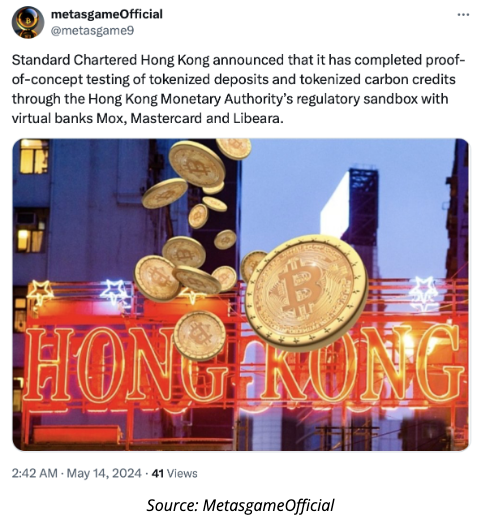 metasgameOfficial
@metasgame9
Standard Chartered Hong Kong announced that it has completed proof-
of-concept testing of tokenized deposits and tokenized carbon credits
through the Hong Kong Monetary Authority's regulatory sandbox with
virtual banks Mox, Mastercard and Libeara.
HONG KONG
2:42 AM · May 14, 2024 · 41 Views
Source: MetasgameOfficial